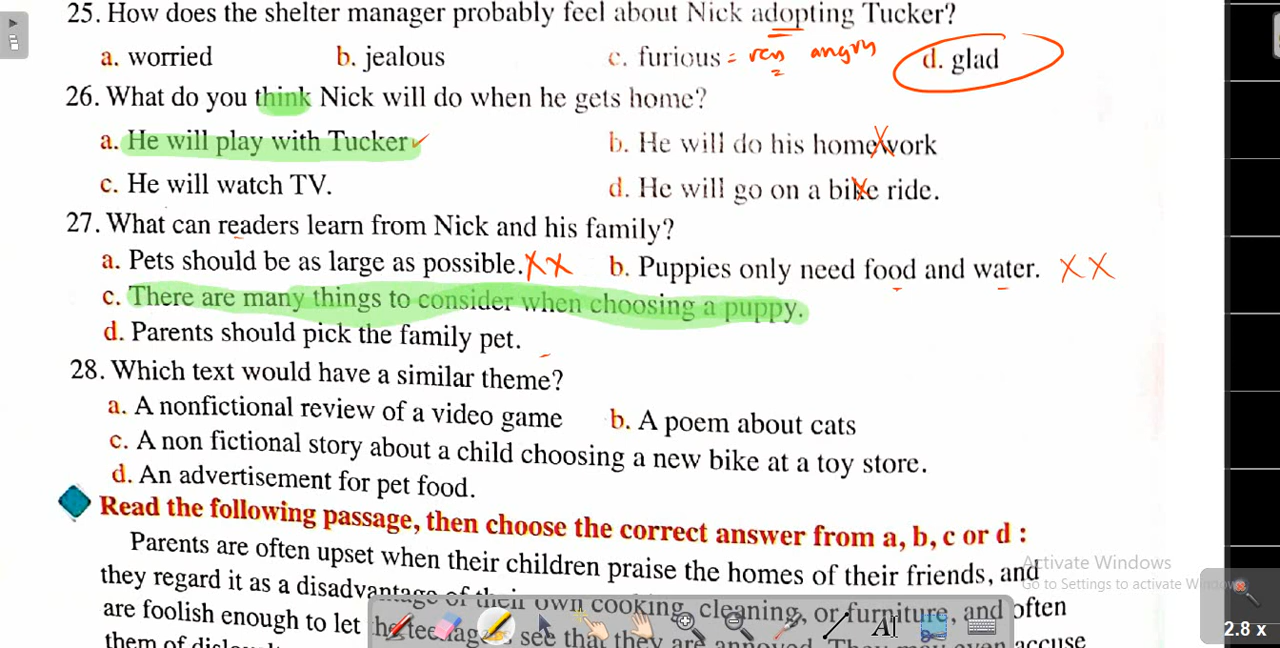 25. How does the shelter manager probably feel about Nick adopting Tucker?
a. worried b. jealous c. furious = angry d. glad
26. What do you think Nick will do when he gets home?
a. He will play with Tucker b. He will do his homework
c. He will watch TV. d. He will go on a bike ride.
27. What can readers learn from Nick and his family?
a. Pets should be as large as possible. b. Puppies only need food and water.
c. There are many things to consider when choosing a puppy.
d. Parents should pick the family pet.
28. Which text would have a similar theme?
a. A nonfictional review of a video game b. A poem about cats
c. A non fictional story about a child choosing a new bike at a toy store.
d. An advertisement for pet food.
Read the following passage, then choose the correct answer from a, b, c or d :
Parents are often upset when their children praise the homes of their friends, and
they regard it as a disadvantage of their own cooking, cleaning, or furniture, and often
are foolish enough to let see that they are annoyed. They may even accuse
them of
Activate Windows
Go to Settings to activate Windows
2.8 x